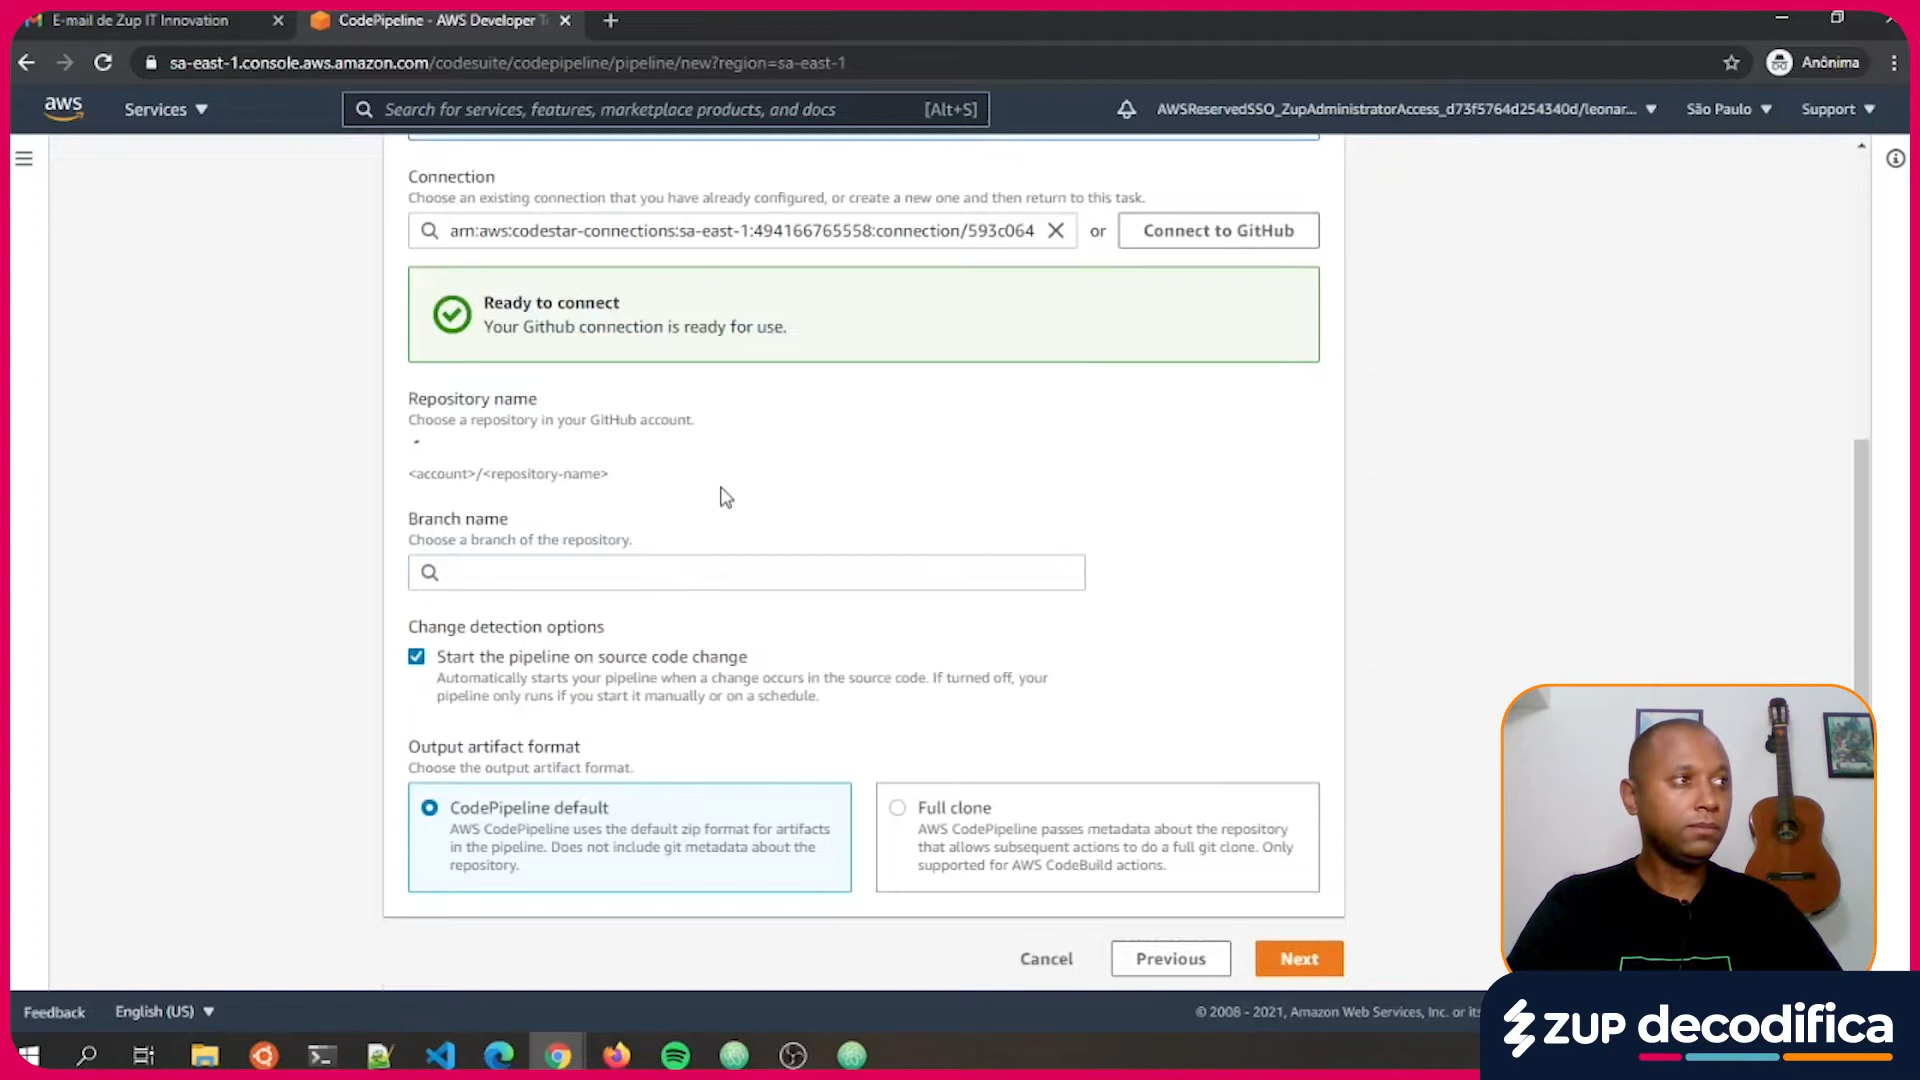 E-mail de Zup IT Innovation
CodePipeline - AWS Developer T
sa-east-1.console.aws.amazon.com/codesuite/codepipeline/pipeline/new?region=sa-east-1
Anônima
aws
Services
Search for services, features, marketplace products, and docs
[Alt+S]
AWSReservedSSO_ZupAdministratorAccess_d73f5764d254340d/leonar...
São Paulo
Support
Connection
Choose an existing connection that you have already configured, or create a new one and then return to this task.
arn:aws:codestar-connections:sa-east-1:494166765558:connection/593c064
or
Connect to GitHub
Ready to connect
Your Github connection is ready for use.
Repository name
Choose a repository in your GitHub account.
<account>/<repository-name>
Branch name
Choose a branch of the repository.
Change detection options
Start the pipeline on source code change
Automatically starts your pipeline when a change occurs in the source code. If turned off, your
pipeline only runs if you start it manually or on a schedule.
Output artifact format
Choose the output artifact format.
CodePipeline default
AWS CodePipeline uses the default zip format for artifacts
in the pipeline. Does not include git metadata about the
repository.
Full clone
AWS CodePipeline passes metadata about the repository
that allows subsequent actions to do a full git clone. Only
supported for AWS CodeBuild actions.
Cancel
Previous
Next
Feedback
English (US)
© 2008 - 2021, Amazon Web Services, Inc. or its
ZUP decodifica